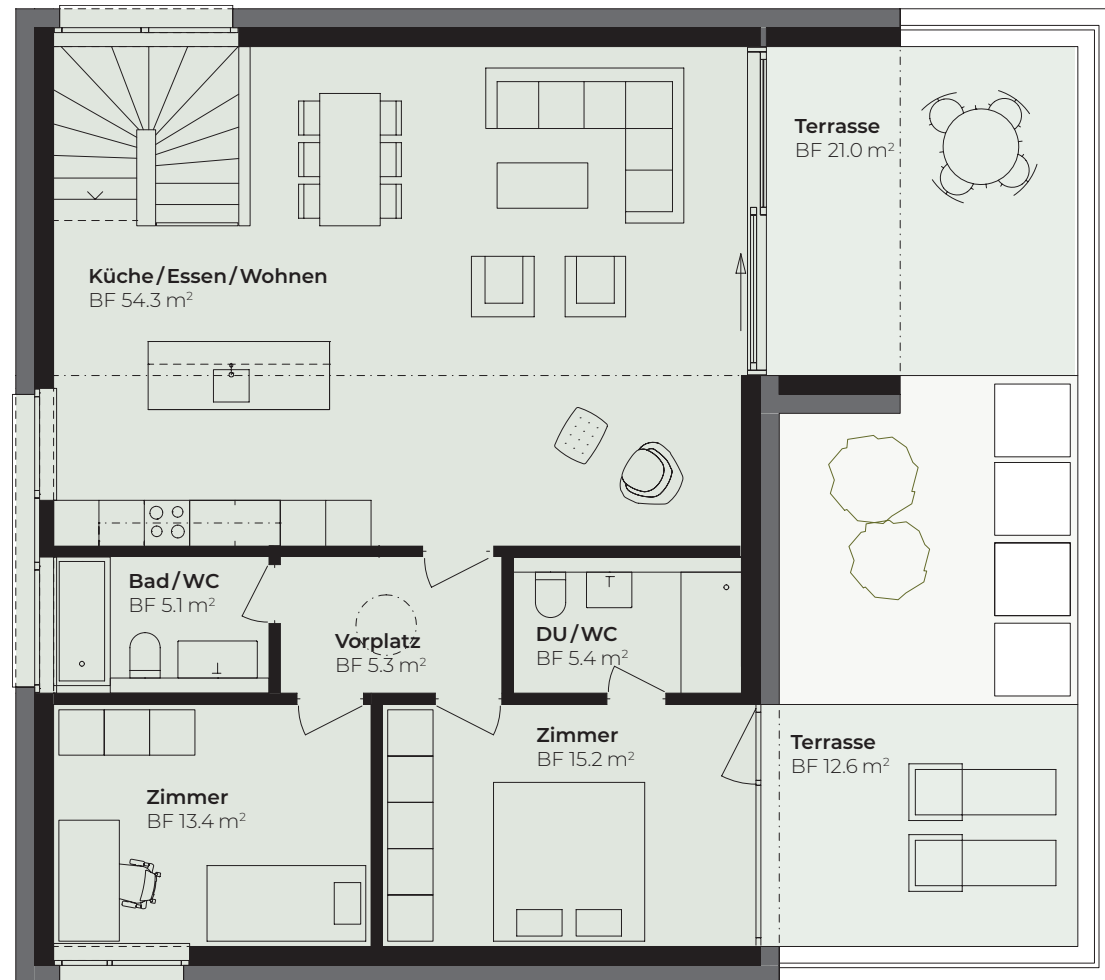 Terrasse
BF 21.0 m²
Küche/Essen/Wohnen
BF 54.3 m²
Bad/WC
BF 5.1 m²
Vorplatz
BF 5.3 m²
DU/WC
BF 5.4 m²
Zimmer
BF 15.2 m²
Terrasse
BF 12.6 m²
Zimmer
BF 13.4 m²